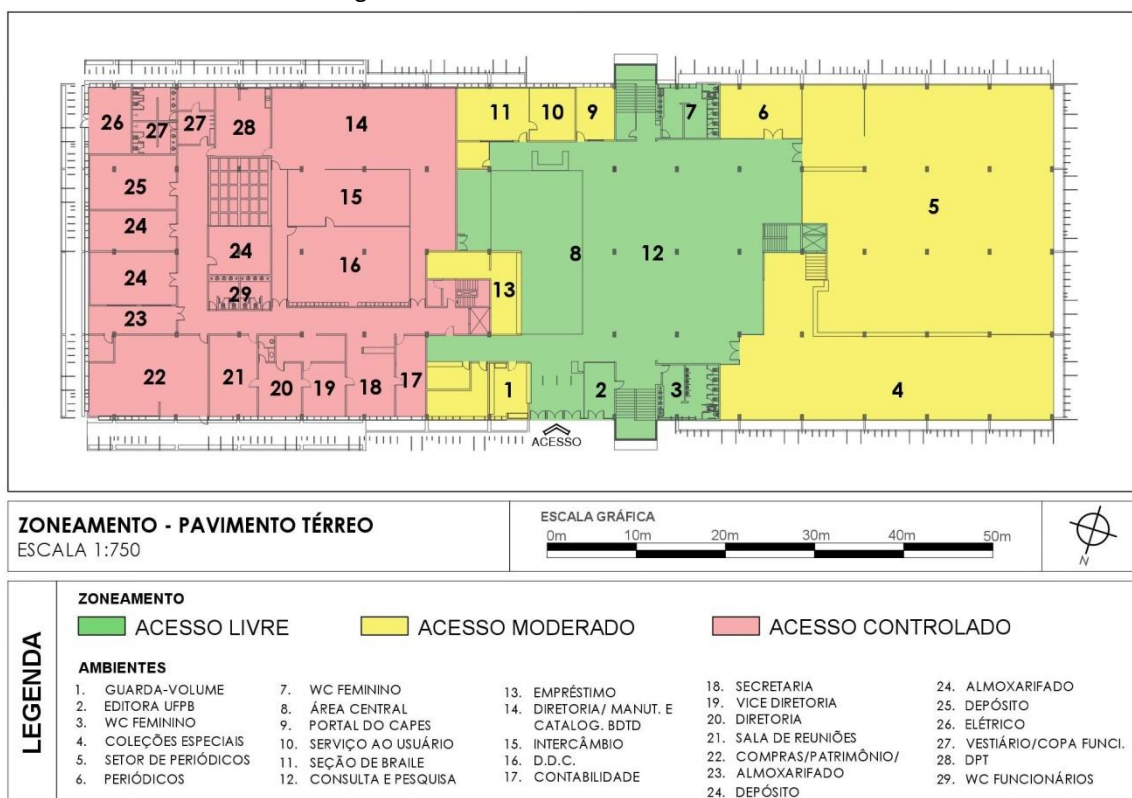 26
27
27
28
14
11
10
9
7
6
25
15
5
24
24
16
8
12
24
29
13
23
22
21
20
19
18
17
1
2
3
4
ACESSO
ZONEAMENTO - PAVIMENTO TÉRREO
ESCALA 1:750
ESCALA GRÁFICA
0m 10m 20m 30m 40m 50m
N
LEGENDA
ZONEAMENTO
ACESSO LIVRE
ACESSO MODERADO
ACESSO CONTROLADO
AMBIENTES
1. GUARDA-VOLUME
2. EDITORA UFPB
3. WC FEMININO
4. COLEÇÕES ESPECIAIS
5. SETOR DE PERIÓDICOS
6. PERIÓDICOS
7. WC FEMININO
8. ÁREA CENTRAL
9. PORTAL DO CAPES
10. SERVIÇO AO USUÁRIO
11. SEÇÃO DE BRAILE
12. CONSULTA E PESQUISA
13. EMPRÉSTIMO
14. DIRETORIA/ MANUT. E
CATALOG. BDTD
15. INTERCÂMBIO
16. D.D.C.
17. CONTABILIDADE
18. SECRETARIA
19. VICE DIRETORIA
20. DIRETORIA
21. SALA DE REUNIÕES
22. COMPRAS/PATRIMÔNIO/
23. ALMOXARIFADO
24. DEPÓSITO
24. ALMOXARIFADO
25. DEPÓSITO
26. ELÉTRICO
27. VESTIÁRIO/COPA FUNCI.
28. DPT
29. WC FUNCIONÁRIOS